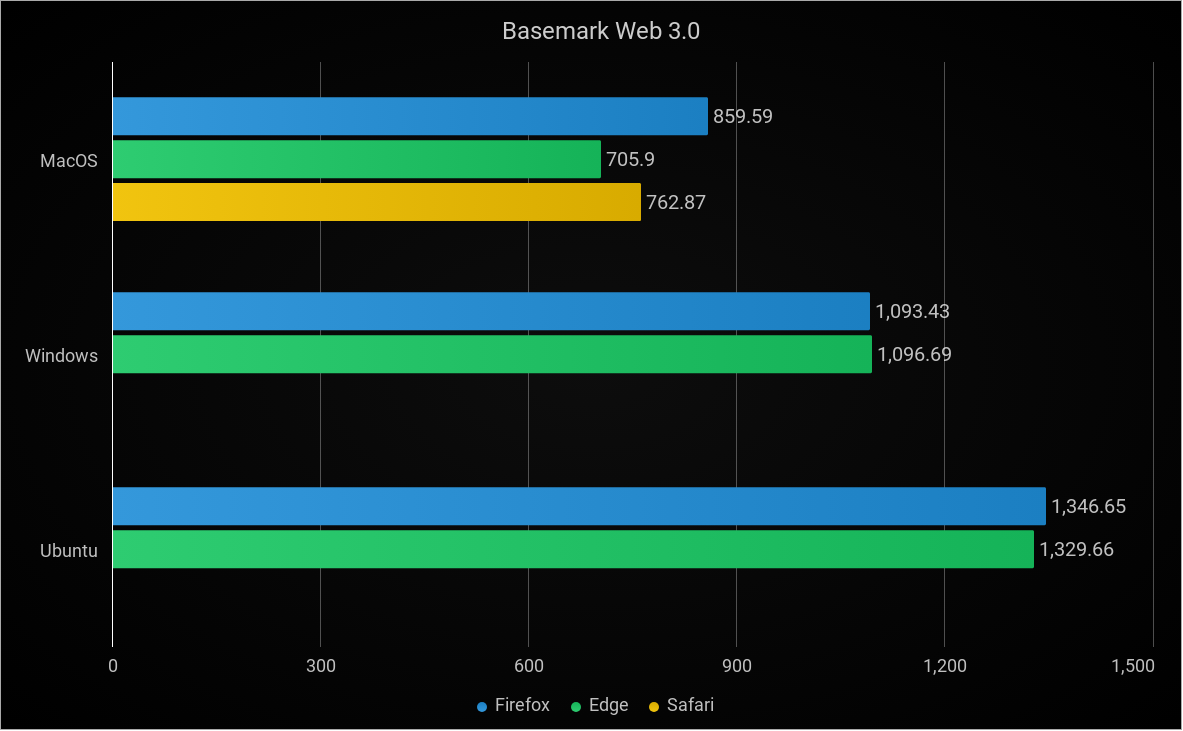 Basemark Web 3.0
859.59
MacOS
705.9
762.87
1,093.43
Windows
1,096.69
1,346.65
Ubuntu
1,329.66
0 300 600 900 1,200 1,500
Firefox Edge Safari